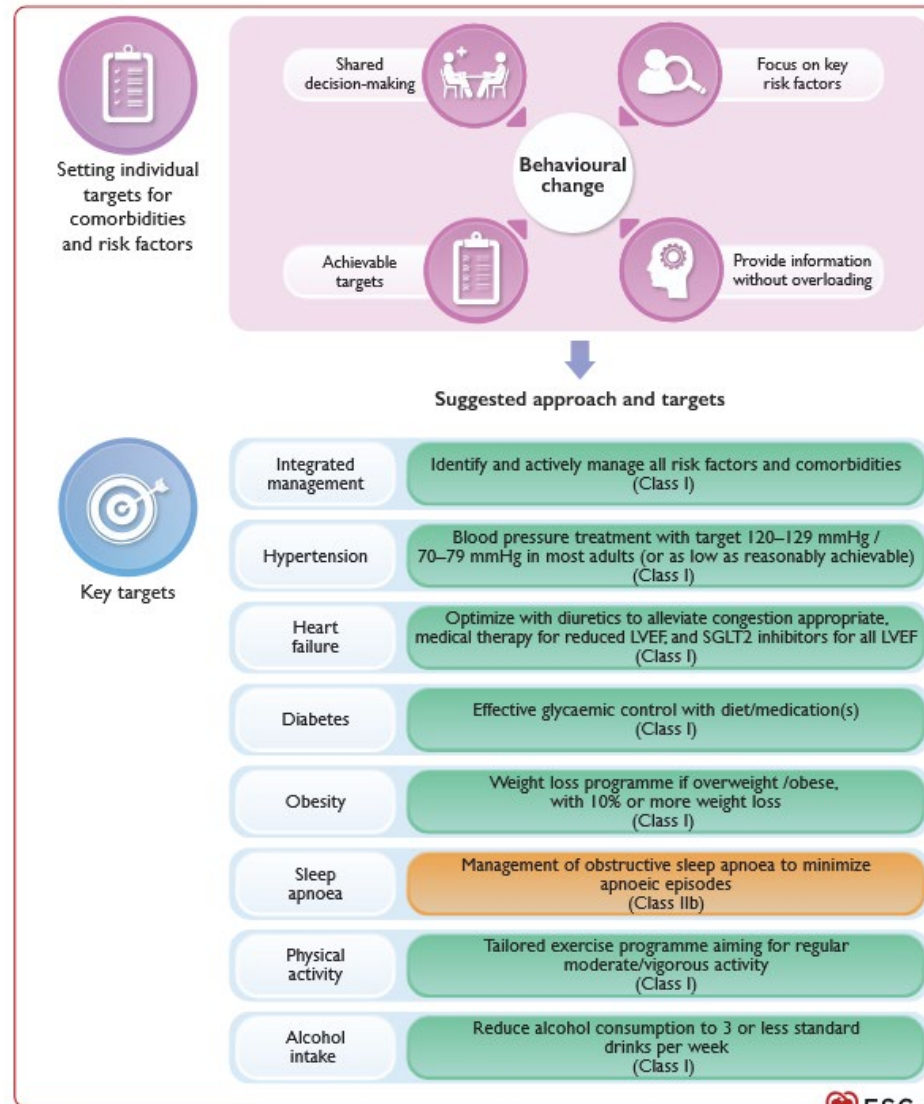 Setting individual
targets for
comorbidities
and risk factors
Shared
decision-making
Focus on key
risk factors
Behavioural
change
Achievable
targets
Provide information
without overloading
Suggested approach and targets
Key targets
Integrated
management
Identify and actively manage all risk factors and comorbidities
(Class I)
Hypertension
Blood pressure treatment with target 120–129 mmHg /
70–79 mmHg in most adults (or as low as reasonably achievable)
(Class I)
Heart
failure
Optimize with diuretics to alleviate congestion appropriate,
medical therapy for reduced LVEF, and SGLT2 inhibitors for all LVEF
(Class I)
Diabetes
Effective glycaemic control with diet/medication(s)
(Class I)
Obesity
Weight loss programme if overweight /obese,
with 10% or more weight loss
(Class I)
Sleep
apnoea
Management of obstructive sleep apnoea to minimize
apnoeic episodes
(Class IIb)
Physical
activity
Tailored exercise programme aiming for regular
moderate/vigorous activity
(Class I)
Alcohol
intake
Reduce alcohol consumption to 3 or less standard
drinks per week
(Class I)
ESC